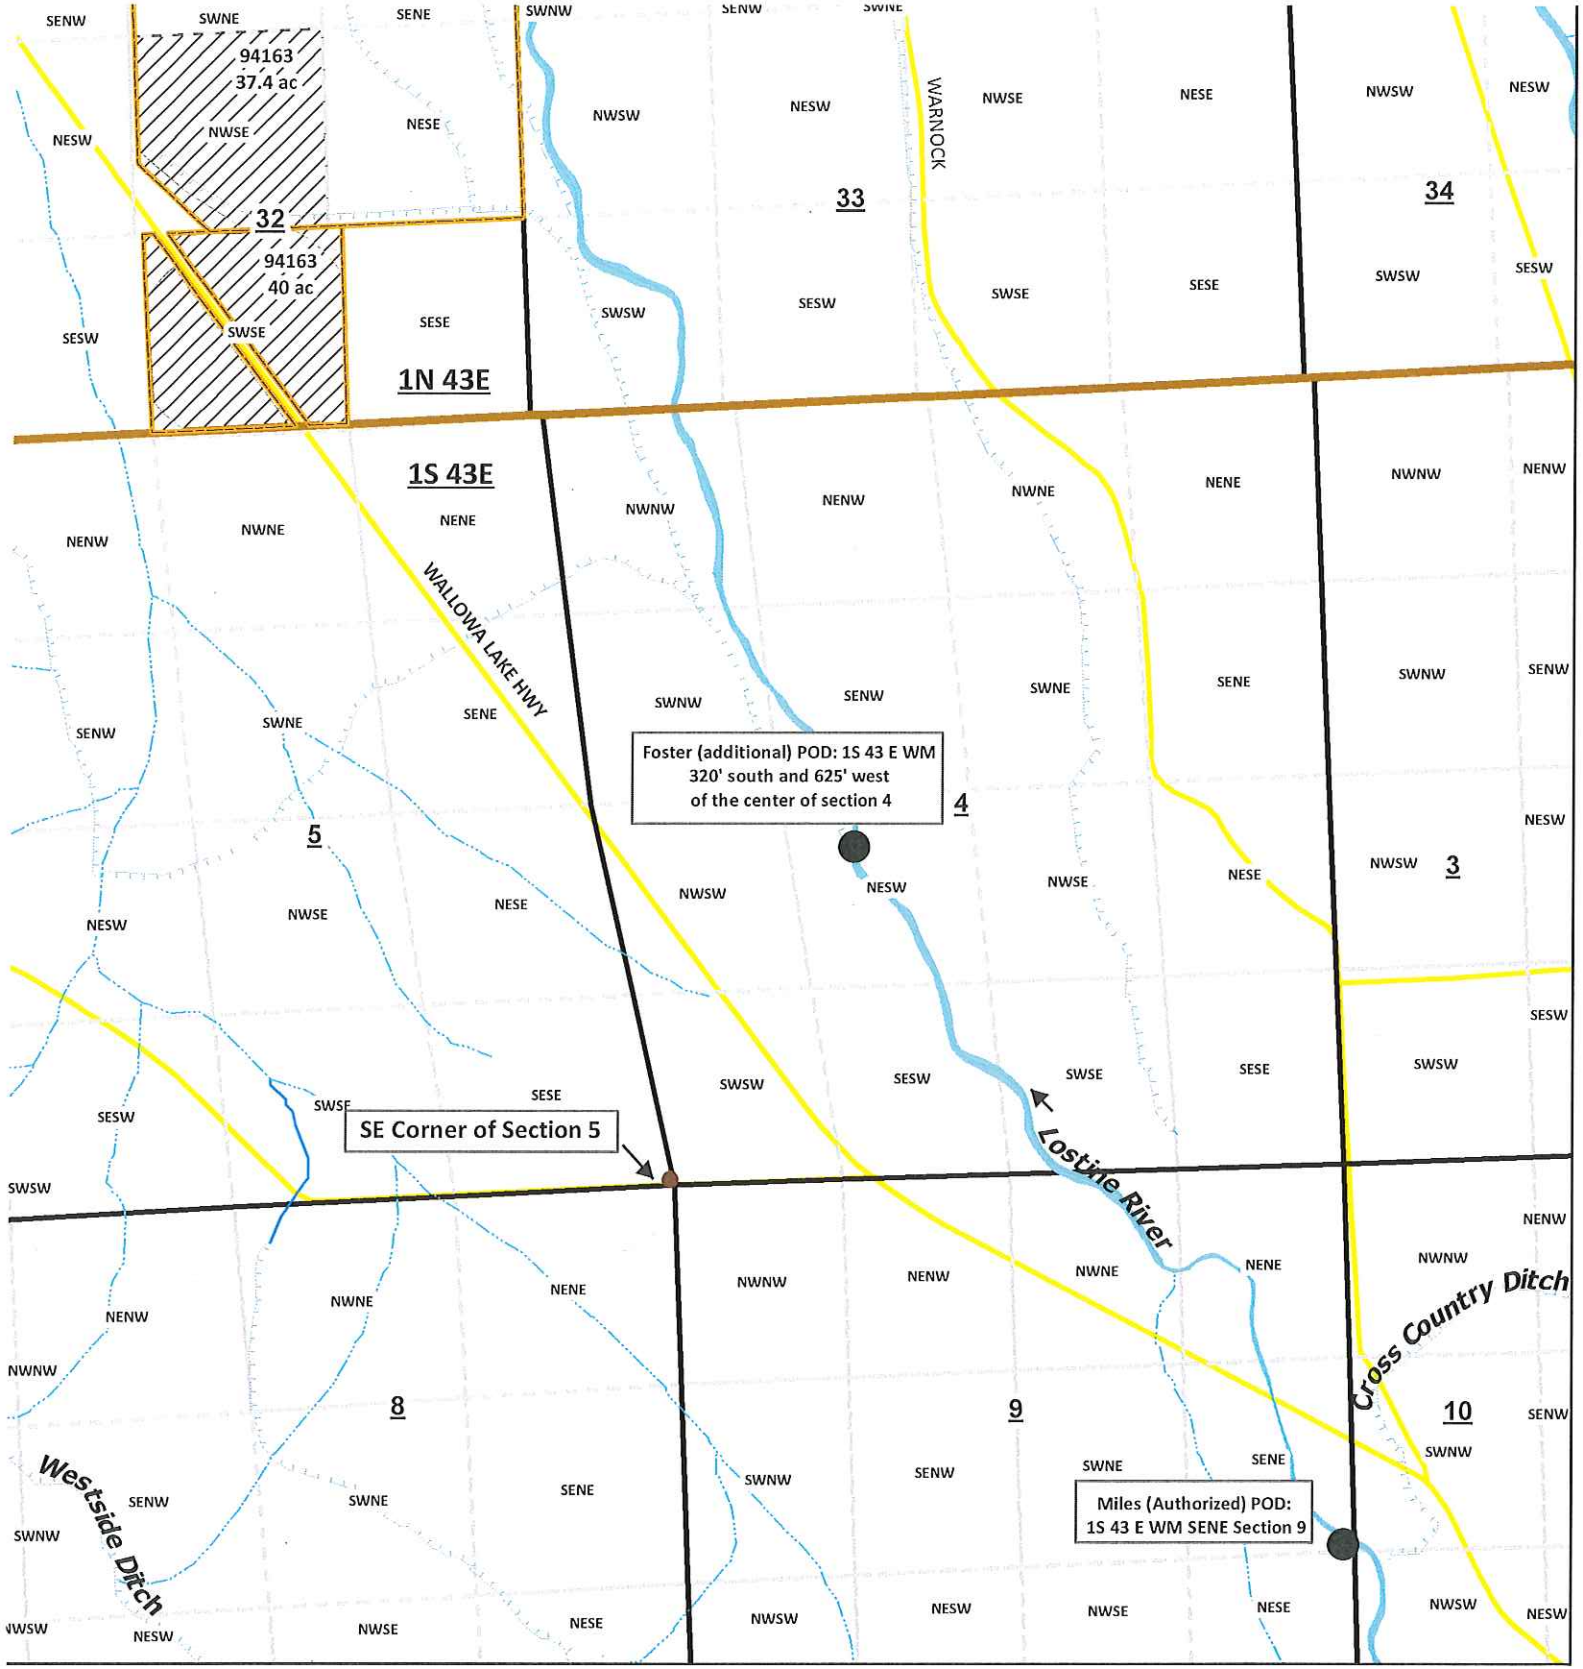 SENW SWNE SENE SWNW SENW SWNE
94163
37.4 ac
NESW NWSE NESE NWSW NESW WARNOCK NWSE NESE NWSW NESW
32 33 34
94163
40 ac
SESW SWSE SESE SWSW SESW SWSE SESE SWSW SESW
1N 43E
1S 43E
NENW NWNE NENE NWNW NENW NWNE NENE NWNW NENW
WALLOWA LAKE HWY
SENW SWNE SENE SWNW SENW SWNE SENE SWNW SENW
Foster (additional) POD: 1S 43 E WM
320' south and 625' west
of the center of section 4
4
5
3
NESW NWSE NESE NWSW NESW NWSE NESE NWSW NESW
SESW SWSE SESE SWSW SESW SWSE SESE SWSW SESW
SE Corner of Section 5
Lostine River
SWSW
NENW NWNE NENE NWNW NENW NWNE NENE NWNW NENW
Cross Country Ditch
NWNW
8 9 10
Westside Ditch
SENW SWNE SENE SWNW SENW SWNE SENE SWNW SENW
SWNW
Miles (Authorized) POD:
1S 43 E WM SENE Section 9
NWSW NESW NWSE NESE NWSW NESW NWSE NESE NWSW NESW